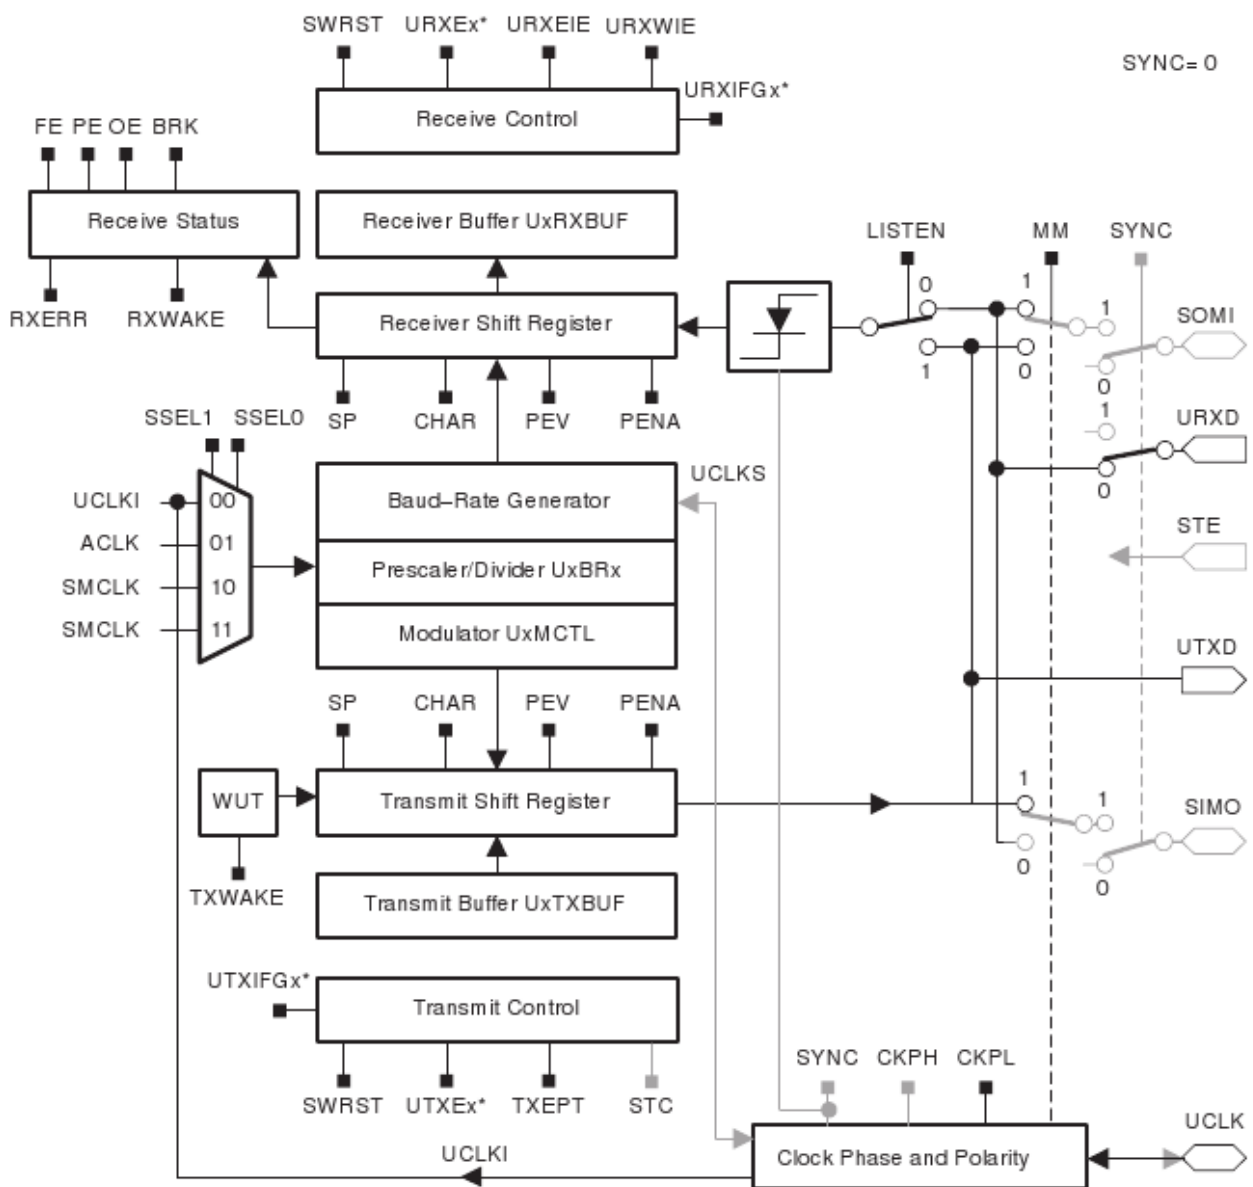 SWRST URXEx* URXEIE URXWIE
SYNC= 0
URXIFGx*
Receive Control
FE PE OE BRK
Receive Status
Receiver Buffer UxRXBUF
LISTEN MM SYNC
0 1 1
RXERR RXWAKE
Receiver Shift Register
SOMI
1 0 0
SP CHAR PEV PENA
SSEL1 SSEL0
1
URXD
UCLKS
0
UCLKI 00
Baud–Rate Generator
ACLK 01
STE
Prescaler/Divider UxBRx
SMCLK 10
SMCLK 11
Modulator UxMCTL
UTXD
SP CHAR PEV PENA
WUT
Transmit Shift Register
1 1
SIMO
0 0
TXWAKE
Transmit Buffer UxTXBUF
UTXIFGx*
Transmit Control
SYNC CKPH CKPL
SWRST UTXEx* TXEPT STC
UCLK
UCLKI
Clock Phase and Polarity